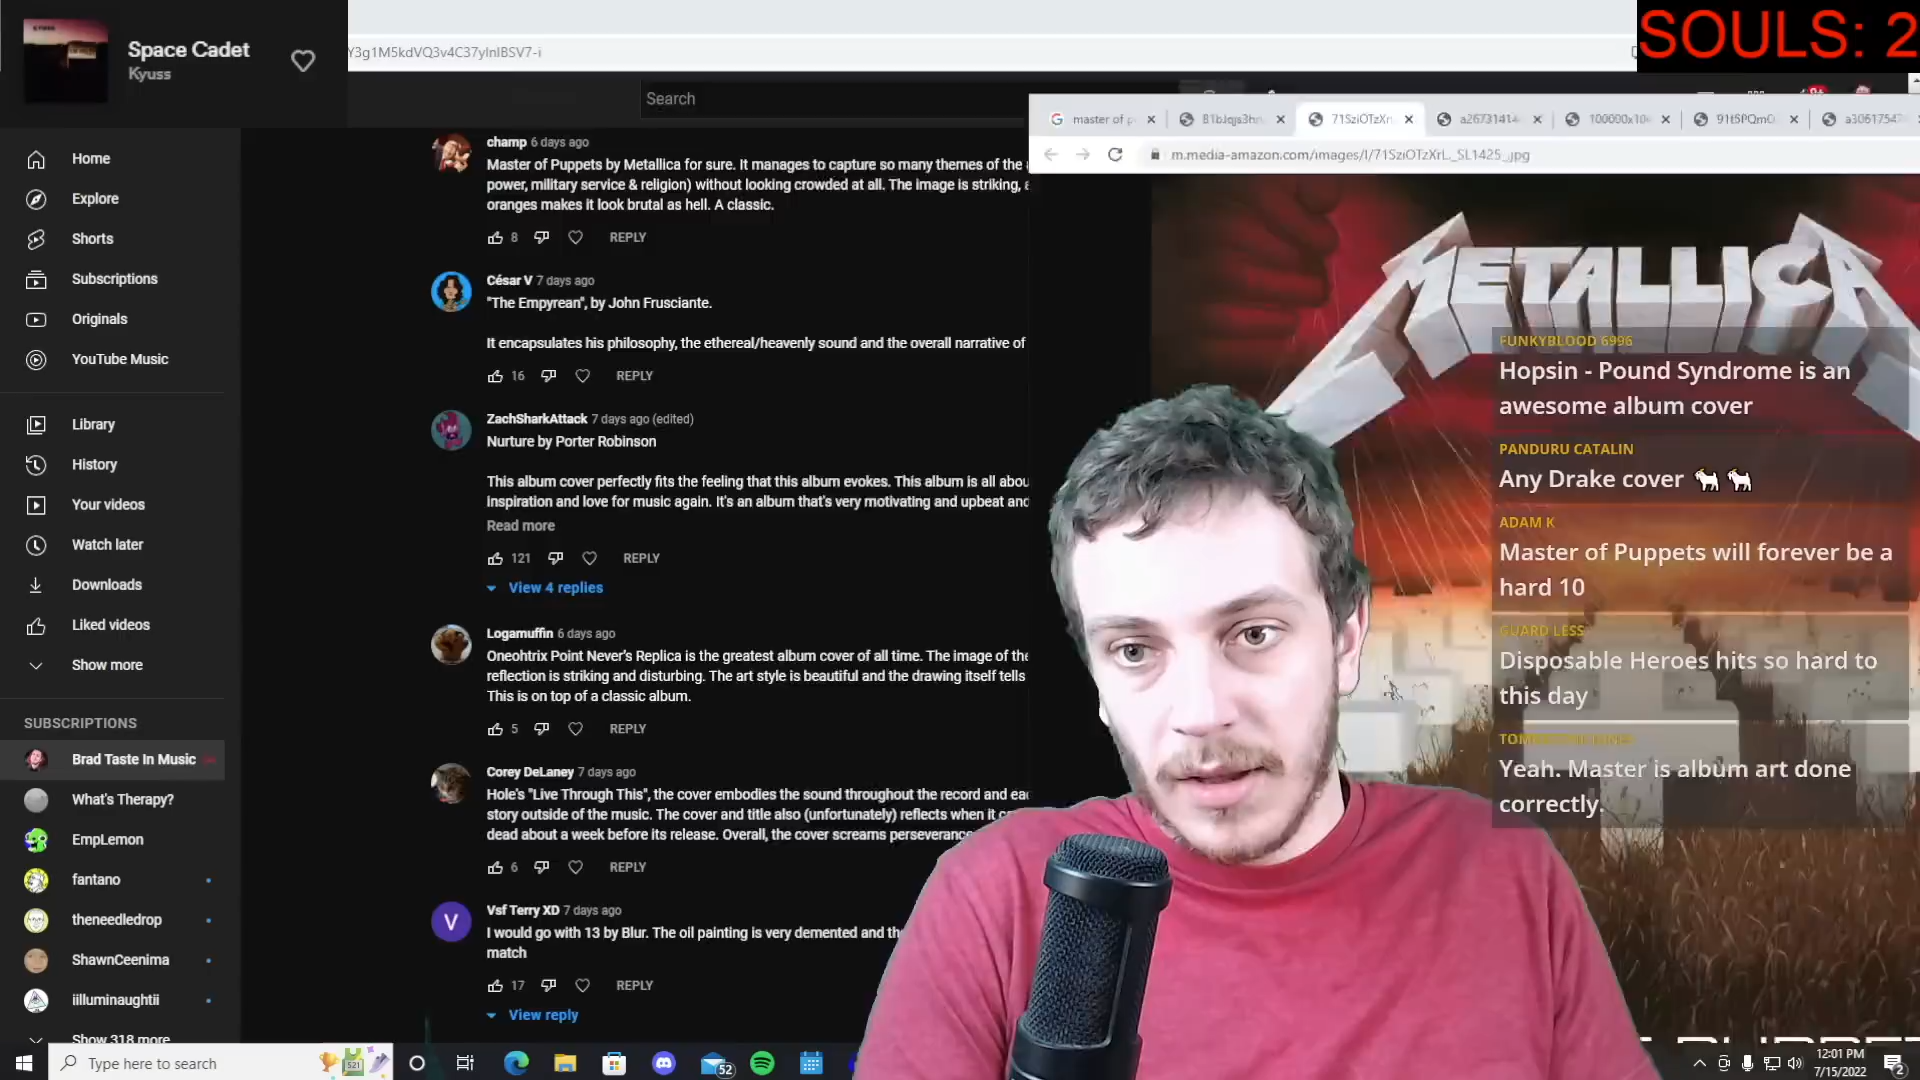 Space Cadet
Kyuss
Y3g1M5kdVQ3v4C37ylnIBSV7-i
SOULS: 2
Search
Home
Explore
Shorts
Subscriptions
Originals
YouTube Music
Library
History
Your videos
Watch later
Downloads
Liked videos
Show more
SUBSCRIPTIONS
Brad Taste In Music
What's Therapy?
EmpLemon
fantano
theneedledrop
ShawnCeenima
iilluminaughtii
Show 318 more
champ 6 days ago
Master of Puppets by Metallica for sure. It manages to capture so many themes of the
power, military service & religion) without looking crowded at all. The image is striking,
oranges makes it look brutal as hell. A classic.
8 REPLY
César V 7 days ago
"The Empyrean", by John Frusciante.
It encapsulates his philosophy, the ethereal/heavenly sound and the overall narrative of
16 REPLY
ZachSharkAttack 7 days ago (edited)
Nurture by Porter Robinson
This album cover perfectly fits the feeling that this album evokes. This album is all
inspiration and love for music again. It's an album that's very motivating and upbeat and
Read more
121 REPLY
View 4 replies
Logamuffin 6 days ago
Oneohtrix Point Never's Replica is the greatest album cover of all time. The image of the
reflection is striking and disturbing. The art style is beautiful and the drawing itself tells
This is on top of a classic album.
5 REPLY
Corey DeLaney 7 days ago
Hole's "Live Through This", the cover embodies the sound throughout the record and
story outside of the music. The cover and title also (unfortunately) reflects when it
dead about a week before its release. Overall, the cover screams perseverance
6 REPLY
V
Vsf Terry XD 7 days ago
I would go with 13 by Blur. The oil painting is very demented and
match
17 REPLY
View reply
master of
m.media-amazon.com/images/I/71SziOTzXrL._SL1425_.jpg
METALLICA
FUNKYBLOOD 6996
Hopsin - Pound Syndrome is an
awesome album cover
PANDURU CATALIN
Any Drake cover 🐐 🐐
ADAM K
Master of Puppets will forever be a
hard 10
GUARD LESS
Disposable Heroes hits so hard to
this day
Yeah. Master is album art done
correctly.
Type here to search
521
52
12:01 PM
7/15/2022
2